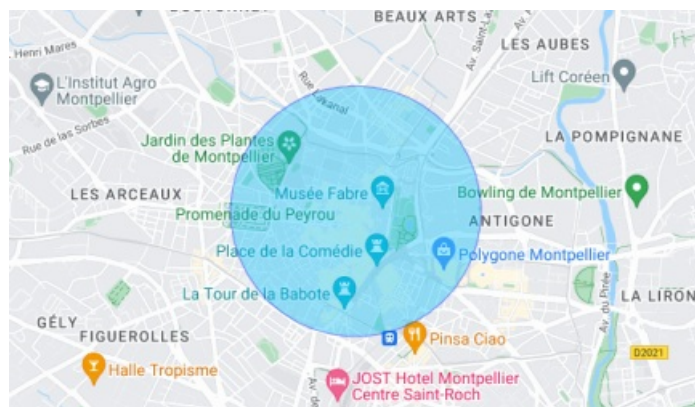 BEAUX ARTS
LES AUBES
Henri Marès
L'Institut Agro
Montpellier
Lift Coréen
Rue de las Sorbes
Jardin des Plantes
de Montpellier
LA POMPIGNANE
LES ARCEAUX
Musée Fabre
Bowling de Montpellier
Promenade du Peyrou
ANTIGONE
Place de la Comédie
Polygone Montpellier
La Tour de la Babote
Av. du Pirée
LA LIRON
GÉLY
FIGUEROLLES
Pinsa Ciao
D2021
Halle Tropisme
JOST Hotel Montpellier
Centre Saint-Roch